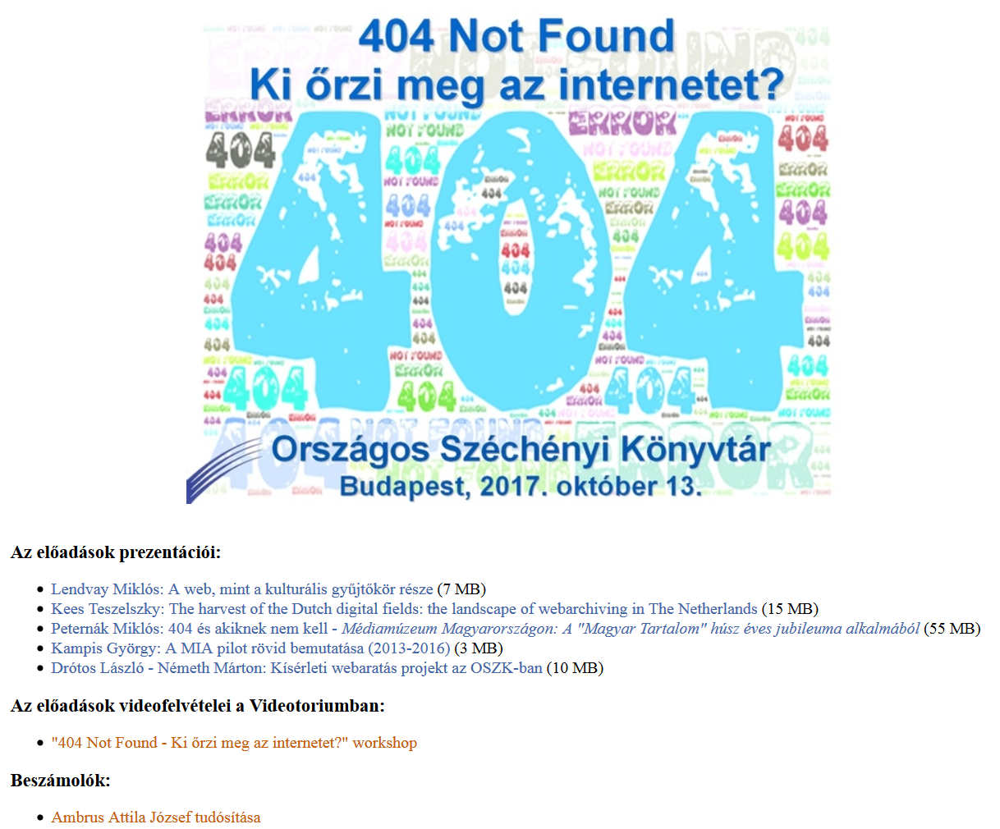 404 Not Found
Ki őrzi meg az internetet?
404
Országos Széchényi Könyvtár
Budapest, 2017. október 13.
Az előadások prezentációi:
Lendvay Miklós: A web, mint a kulturális gyűjtőkör része (7 MB)
Kees Teszelszky: The harvest of the Dutch digital fields: the landscape of webarchiving in The Netherlands (15 MB)
Peternák Miklós: 404 és akiknek nem kell - Médiamúzeum Magyarországon: A "Magyar Tartalom" húsz éves jubileuma alkalmából (55 MB)
Kampis György: A MIA pilot rövid bemutatása (2013-2016) (3 MB)
Drótos László - Németh Márton: Kísérleti webaratás projekt az OSZK-ban (10 MB)
Az előadások videofelvételei a Videotoriumban:
"404 Not Found - Ki őrzi meg az internetet?" workshop
Beszámolók:
Ambrus Attila József tudósítása